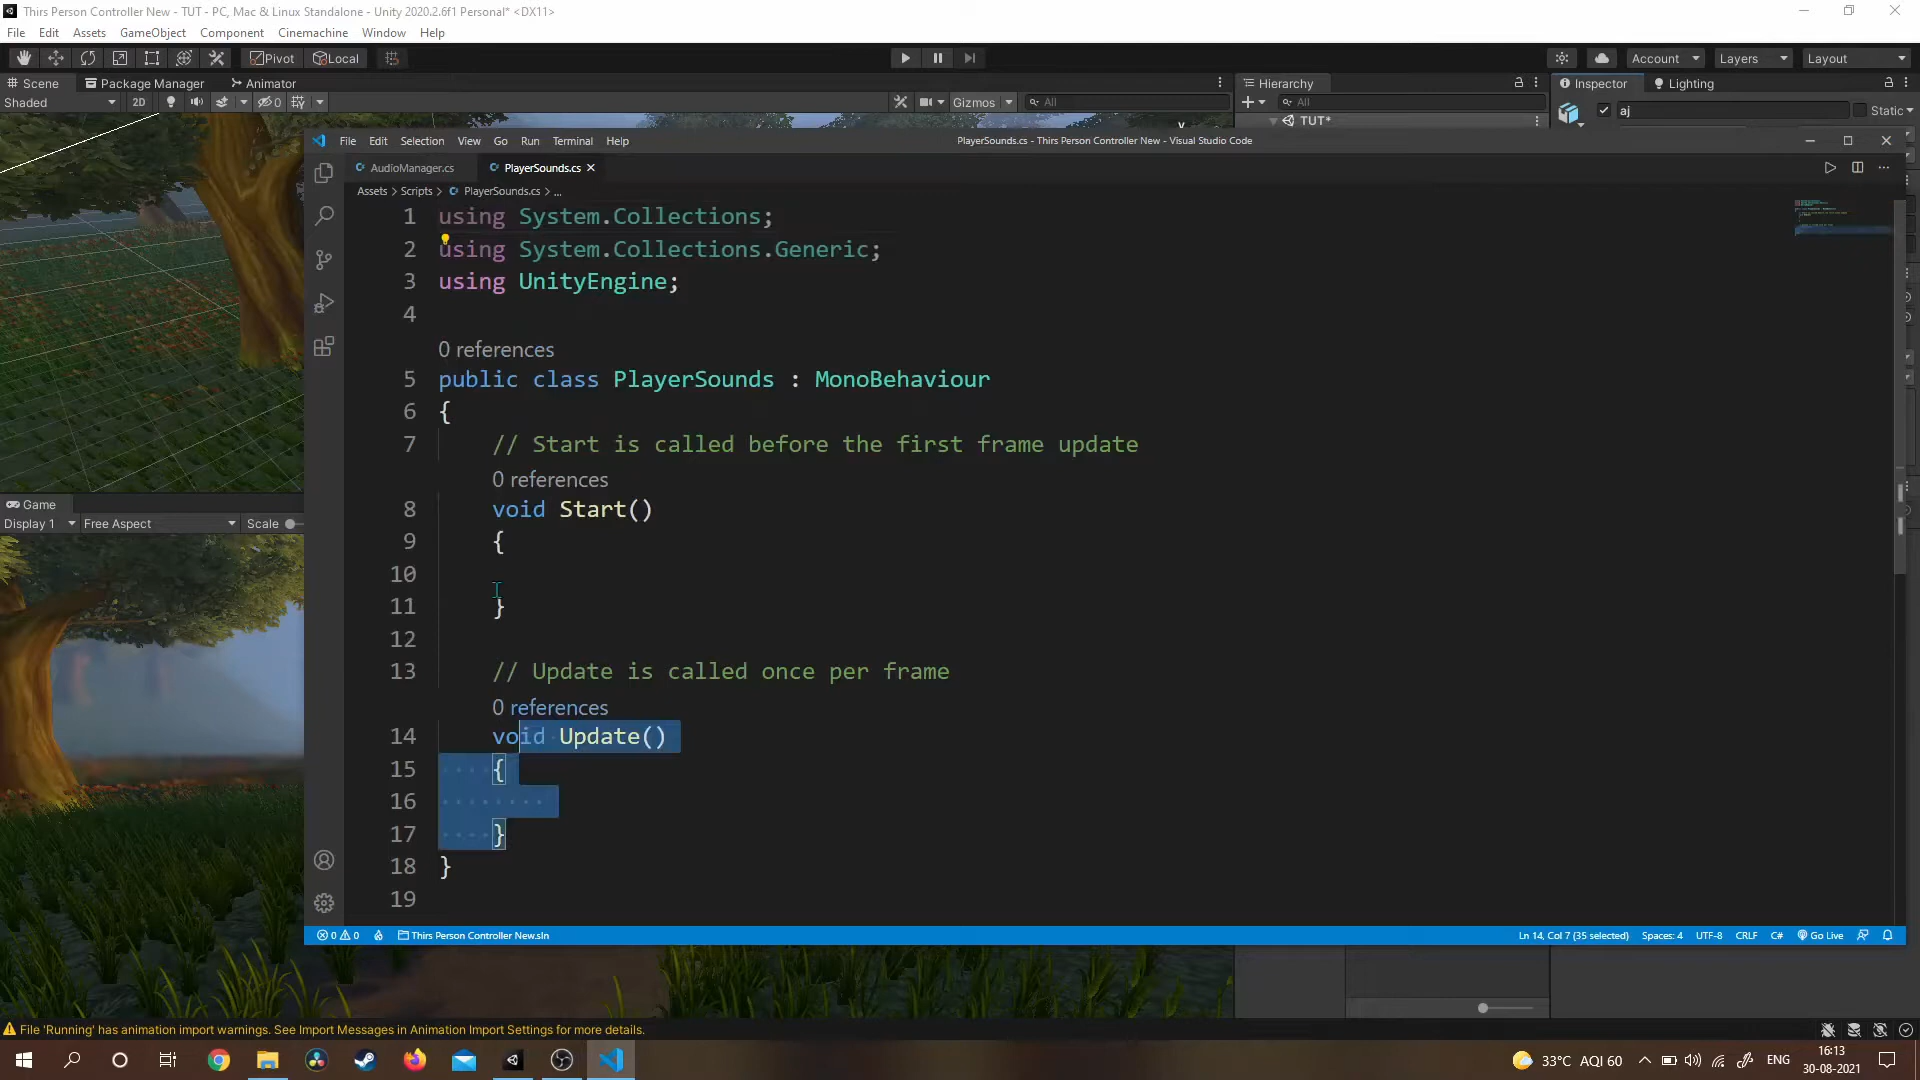 Thirs Person Controller New - TUT - PC, Mac & Linux Standalone - Unity 2020.2.6f1 Personal* <DX11>
File Edit Assets GameObject Component Cinemachine Window Help
Pivot Local Account Layers Layout
Scene Package Manager Animator Hierarchy Inspector Lighting
Shaded 2D 0 Gizmos All All aj Static
TUT*
y
File Edit Selection View Go Run Terminal Help PlayerSounds.cs - Thirs Person Controller New - Visual Studio Code
AudioManager.cs PlayerSounds.cs
Assets > Scripts > PlayerSounds.cs > ...
1 using System.Collections;
2 using System.Collections.Generic;
3 using UnityEngine;
4
0 references
5 public class PlayerSounds : MonoBehaviour
6 {
7 // Start is called before the first frame update
0 references
8 void Start()
9 {
10
11 }
12
13 // Update is called once per frame
0 references
14 void Update()
15 {
16
17 }
18 }
19
Game
Display 1 Free Aspect Scale
0 0 Thirs Person Controller New.sln Ln 14, Col 7 (35 selected) Spaces: 4 UTF-8 CRLF C# Go Live
File 'Running' has animation import warnings. See Import Messages in Animation Import Settings for more details.
33°C AQI 60 ENG 16:13
30-08-2021